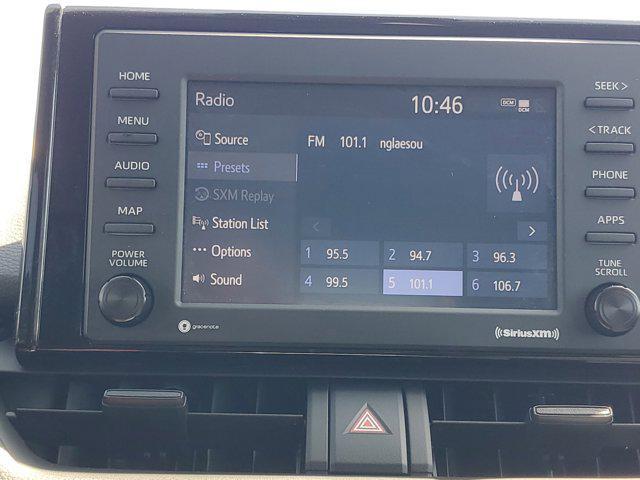 HOME
MENU
AUDIO
MAP
POWER
VOLUME
Radio
10:46
DCM
DCM
Source
FM 101.1 nglaesou
Presets
SXM Replay
Station List
Options
Sound
1 95.5 2 94.7 3 96.3
4 99.5 5 101.1 6 106.7
SEEK >
< TRACK
PHONE
APPS
TUNE
SCROLL
gracenote
SiriusXM